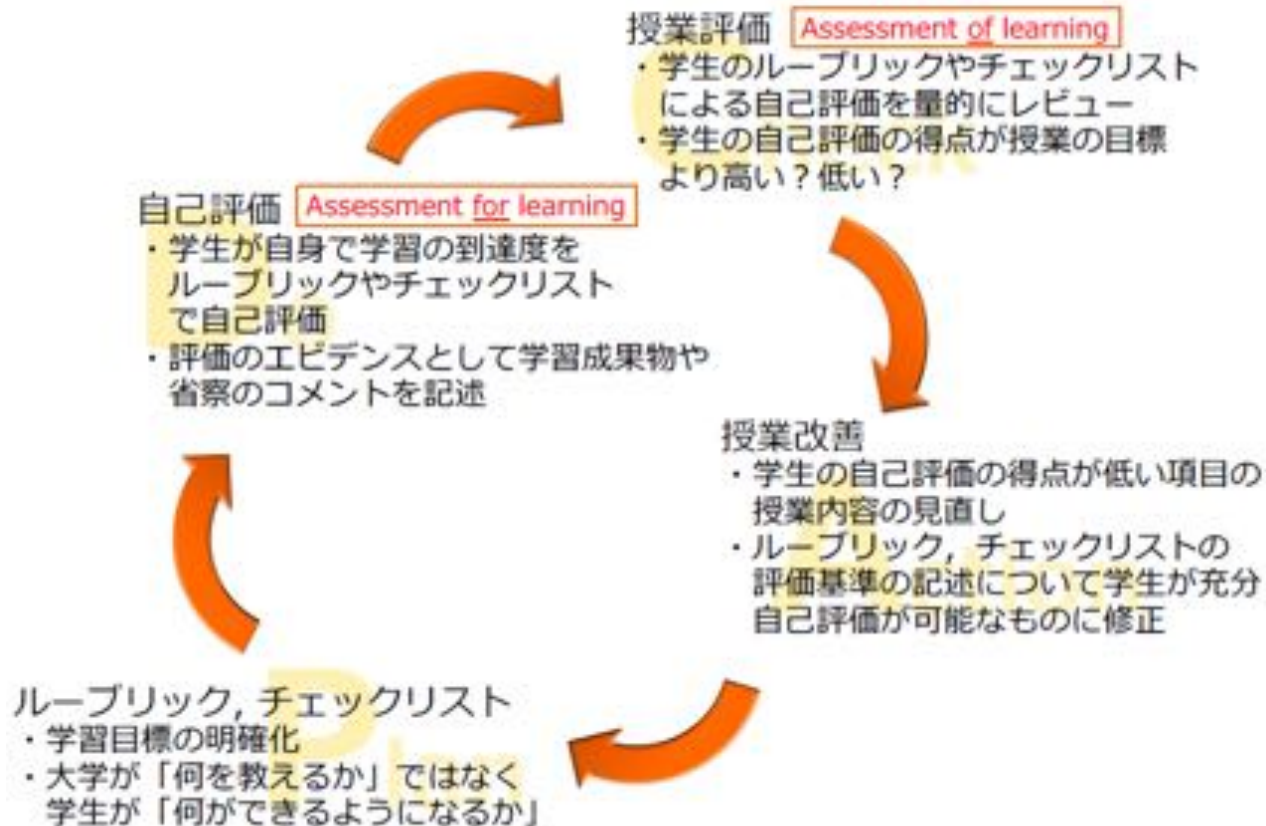 授業評価 Assessment of learning
・学生のルーブリックやチェックリスト
による自己評価を量的にレビュー
・学生の自己評価の得点が授業の目標
より高い？低い？
自己評価 Assessment for learning
・学生が自身で学習の到達度を
ルーブリックやチェックリスト
で自己評価
・評価のエビデンスとして学習成果物や
省察のコメントを記述
授業改善
・学生の自己評価の得点が低い項目の
授業内容の見直し
・ルーブリック，チェックリストの
評価基準の記述について学生が充分
自己評価が可能なものに修正
ルーブリック, チェックリスト
・学習目標の明確化
・大学が「何を教えるか」ではなく
学生が「何ができるようになるか」
Plan